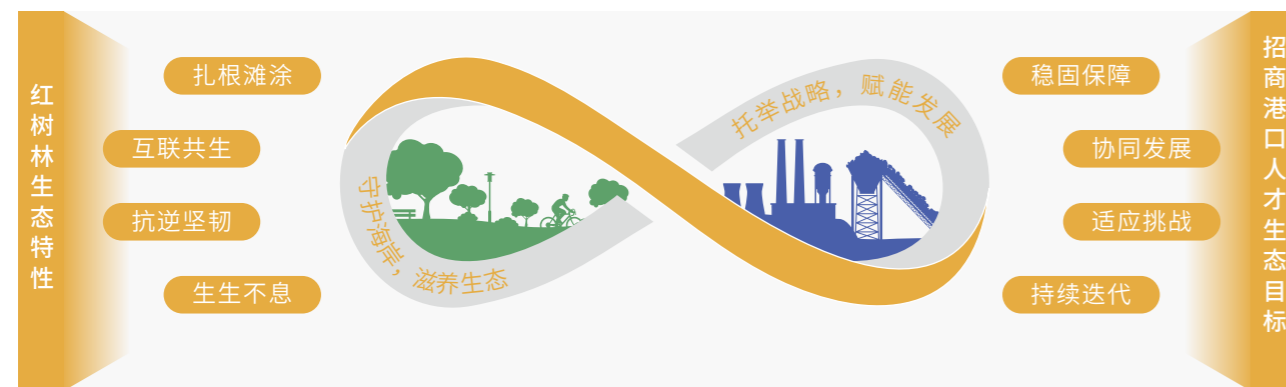 红树林生态特性
扎根滩涂
互联共生
抗逆坚韧
生生不息
守护海岸，滋养生态
托举战略，赋能发展
稳固保障
协同发展
适应挑战
持续迭代
招商港口人才生态目标